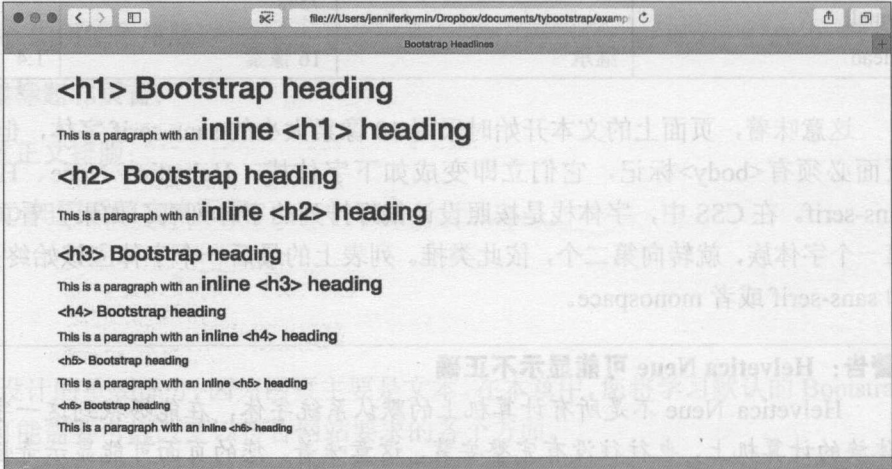 file:///Users/jenniferkyrnin/Dropbox/documents/tybootstrap/examp
Bootstrap Headlines
<h1> Bootstrap heading
This is a paragraph with an inline <h1> heading
<h2> Bootstrap heading
This is a paragraph with an inline <h2> heading
<h3> Bootstrap heading
This is a paragraph with an inline <h3> heading
<h4> Bootstrap heading
This is a paragraph with an inline <h4> heading
<h5> Bootstrap heading
This is a paragraph with an inline <h5> heading
<h6> Bootstrap heading
This is a paragraph with an inline <h6> heading